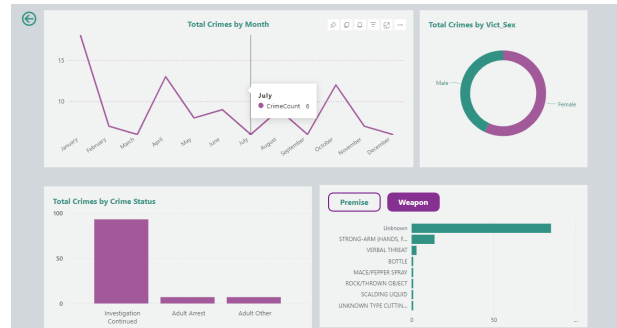 Total Crimes by Month
15
10
July
CrimeCount 6
January
February
March
April
May
June
July
August
September
October
November
December
Total Crimes by Vict_Sex
Male
Female
Total Crimes by Crime Status
100
50
0
Investigation
Continued
Adult Arrest
Adult Other
Premise
Weapon
Unknown
STRONG-ARM (HANDS, F...
VERBAL THREAT
BOTTLE
MACE/PEPPER SPRAY
ROCK/THROWN OBJECT
SCALDING LIQUID
UNKNOWN TYPE CUTTIN...
0
50
...